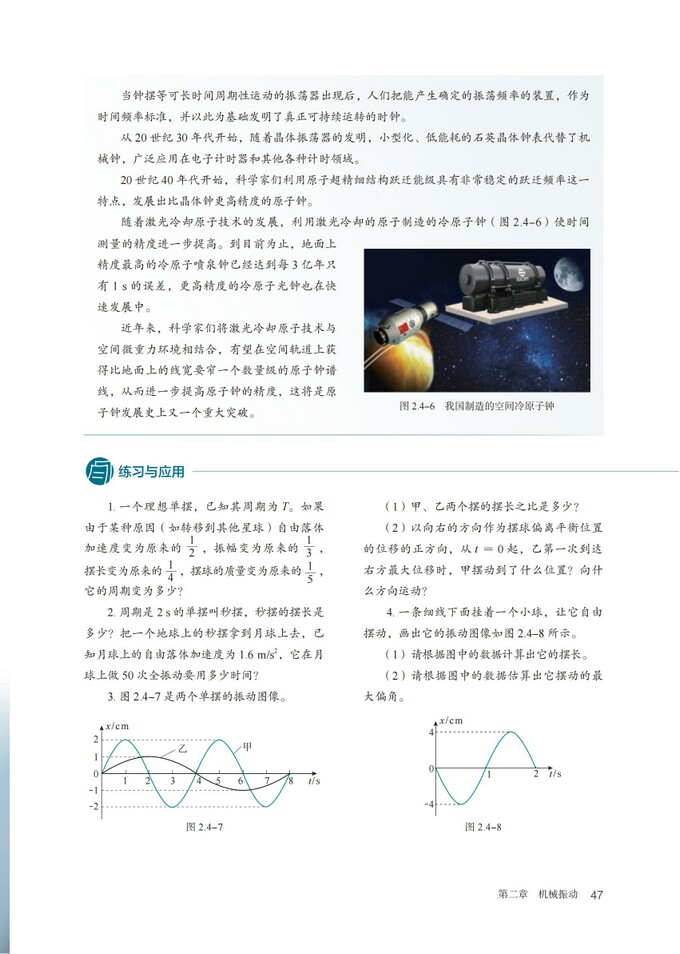 当钟摆等可长时间周期性运动的振荡器出现后，人们把能产生确定的振荡频率的装置，作为
时间频率标准，并以此为基础发明了真正可持续运转的时钟。
从 20 世纪 30 年代开始，随着晶体振荡器的发明，小型化、低能耗的石英晶体钟表代替了机
械钟，广泛应用在电子计时器和其他各种计时领域。
20 世纪 40 年代开始，科学家们利用原子超精细结构跃迁能级具有非常稳定的跃迁频率这一
特点，发展出比晶体钟更高精度的原子钟。
随着激光冷却原子技术的发展，利用激光冷却的原子制造的冷原子钟（图 2.4-6）使时间
测量的精度进一步提高。到目前为止，地面上
精度最高的冷原子喷泉钟已经达到每 3 亿年只
有 1 s 的误差，更高精度的冷原子光钟也在快
速发展中。
近年来，科学家们将激光冷却原子技术与
空间微重力环境相结合，有望在空间轨道上获
得比地面上的线宽要窄一个数量级的原子钟谱
线，从而进一步提高原子钟的精度，这将是原
子钟发展史上又一个重大突破。
图 2.4-6 我国制造的空间冷原子钟
练习与应用
1. 一个理想单摆，已知其周期为 T。如果
由于某种原因（如转移到其他星球）自由落体
加速度变为原来的 1/2，振幅变为原来的 1/3，
摆长变为原来的 1/4，摆球的质量变为原来的 1/5，
它的周期变为多少？
2. 周期是 2 s 的单摆叫秒摆，秒摆的摆长是
多少？把一个地球上的秒摆拿到月球上去，已
知月球上的自由落体加速度为 1.6 m/s²，它在月
球上做 50 次全振动要用多少时间？
3. 图 2.4-7 是两个单摆的振动图像。
x/cm
2
1
0
-1
-2
1 2 3 4 5 6 7 8 t/s
乙
甲
图 2.4-7
（1）甲、乙两个摆的摆长之比是多少？
（2）以向右的方向作为摆球偏离平衡位置
的位移的正方向，从 t = 0 起，乙第一次到达
右方最大位移时，甲摆动到了什么位置？向什
么方向运动？
4. 一条细线下面挂着一个小球，让它自由
摆动，画出它的振动图像如图 2.4-8 所示。
（1）请根据图中的数据计算出它的摆长。
（2）请根据图中的数据估算出它摆动的最
大偏角。
x/cm
4
0
-4
1 2 t/s
图 2.4-8
第二章 机械振动 47